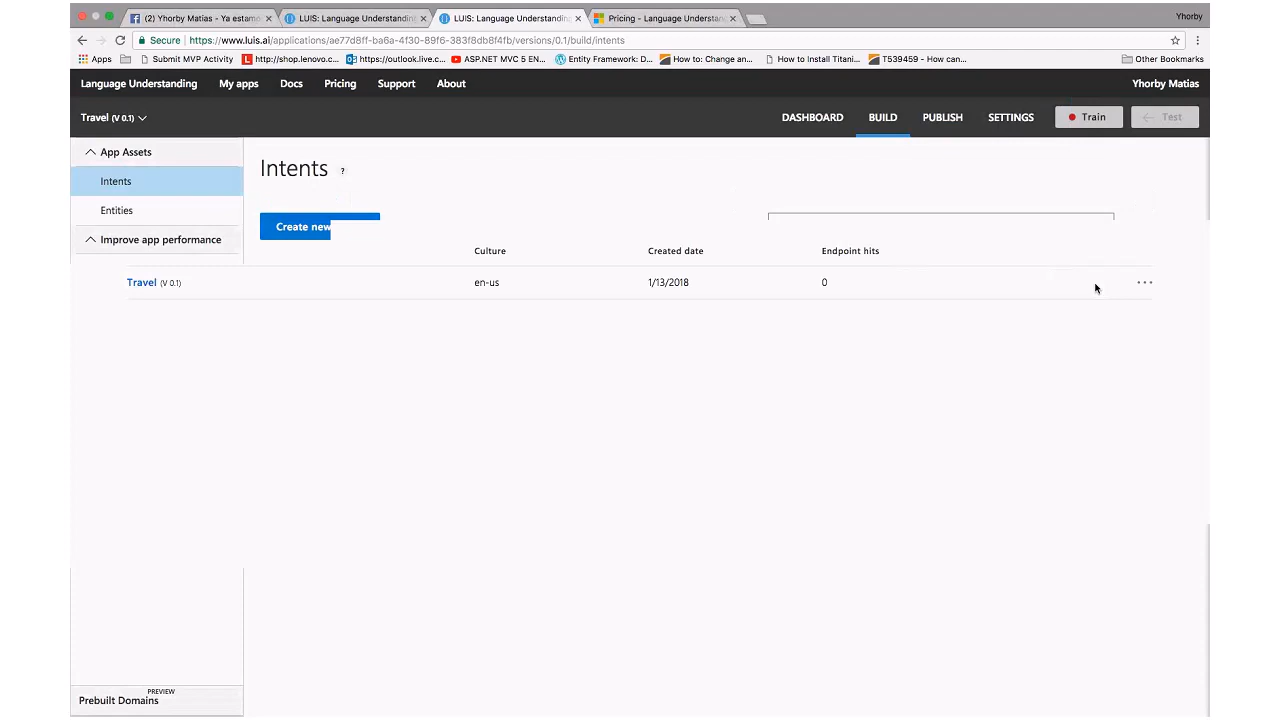 (2) Yhorby Matias - Ya estamo
LUIS: Language Understandin
LUIS: Language Understandin
Pricing - Language Understan
Yhorby
Secure
https://www.luis.ai/applications/ae77d8ff-ba6a-4f30-89f6-383f8db8f4fb/versions/0.1/build/intents
Apps
Submit MVP Activity
http://shop.lenovo.c...
https://outlook.live.c...
ASP.NET MVC 5 EN...
Entity Framework: D...
How to: Change an...
How to Install Titani...
T539459 - How can...
Other Bookmarks
Language Understanding
My apps
Docs
Pricing
Support
About
Yhorby Matias
Travel (V 0.1)
DASHBOARD
BUILD
PUBLISH
SETTINGS
Train
Test
App Assets
Intents
Entities
Improve app performance
Intents ?
Create new
Culture
Created date
Endpoint hits
Travel (V 0.1)
en-us
1/13/2018
0
PREVIEW
Prebuilt Domains